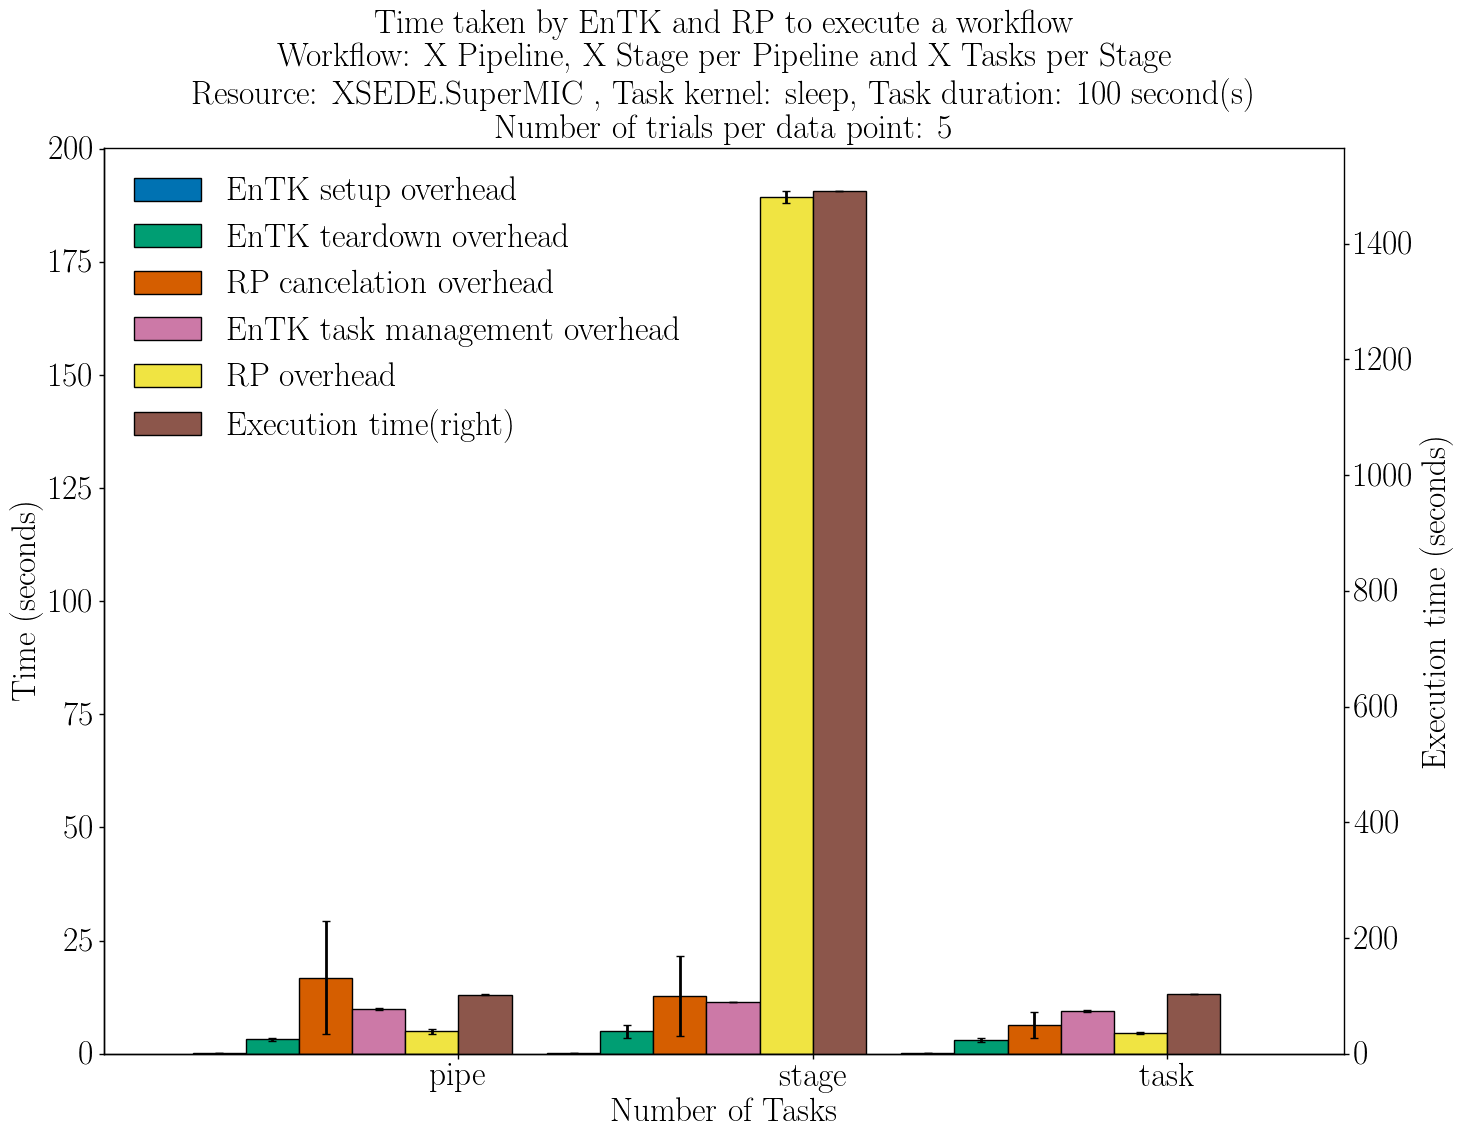 Time taken by EnTK and RP to execute a workflow
Workflow: X Pipeline, X Stage per Pipeline and X Tasks per Stage
Resource: XSEDE.SuperMIC , Task kernel: sleep, Task duration: 100 second(s)
Number of trials per data point: 5
EnTK setup overhead
EnTK teardown overhead
RP cancelation overhead
EnTK task management overhead
RP overhead
Execution time(right)
Time (seconds)
200
175
150
125
100
75
50
25
0
1400
1200
1000
800
600
400
200
0
Execution time (seconds)
pipe
stage
task
Number of Tasks